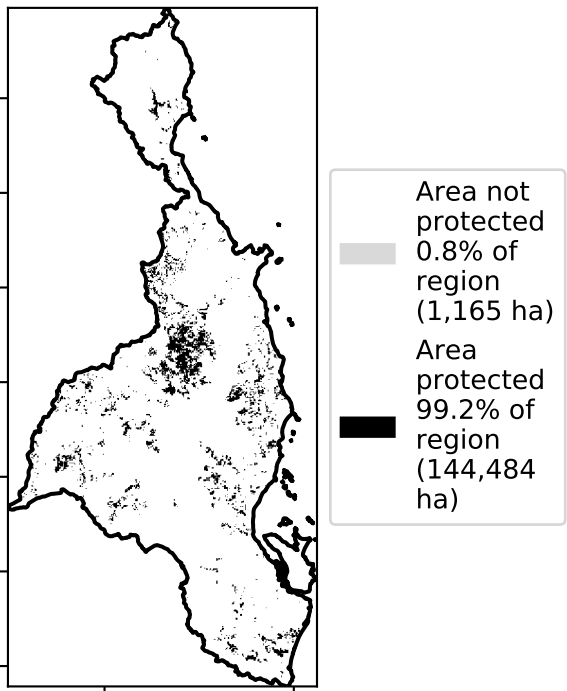 Area not
protected
0.8% of
region
(1,165 ha)
Area
protected
99.2% of
region
(144,484
ha)